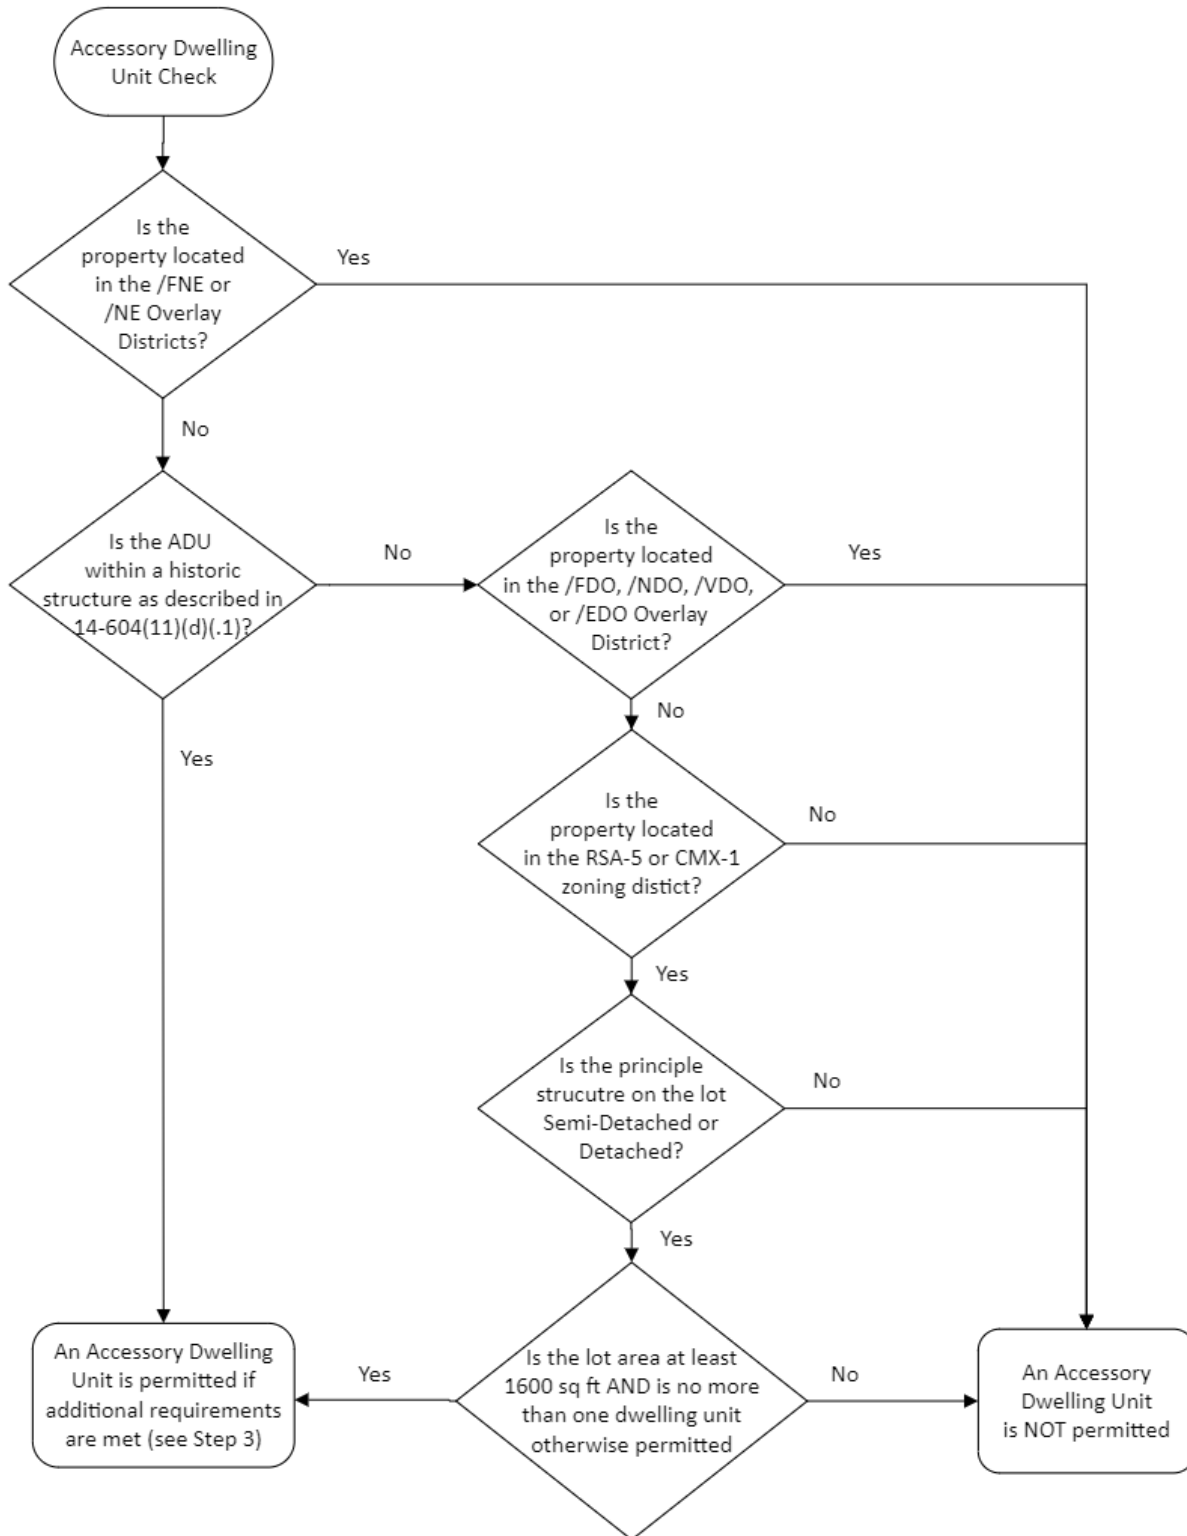 Accessory Dwelling
Unit Check
Is the
property located
in the /FNE or
/NE Overlay
Districts?
Yes
No
Is the ADU
within a historic
structure as described in
14-604(11)(d)(.1)?
No
Is the
property located
in the /FDO, /NDO, /VDO,
or /EDO Overlay
District?
Yes
No
Yes
Is the
property located
in the RSA-5 or CMX-1
zoning distict?
No
Yes
Is the principle
strucutre on the lot
Semi-Detached or
Detached?
No
Yes
An Accessory Dwelling
Unit is permitted if
additional requirements
are met (see Step 3)
Yes
Is the lot area at least
1600 sq ft AND is no more
than one dwelling unit
otherwise permitted
No
An Accessory
Dwelling Unit
is NOT permitted